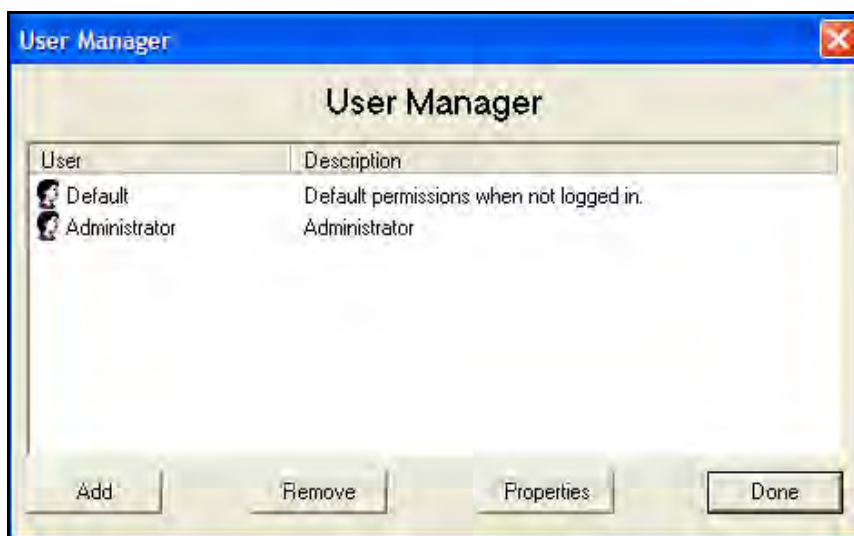 User Manager
User Manager
User Description
Default Default permissions when not logged in.
Administrator Administrator
Add Remove Properties Done